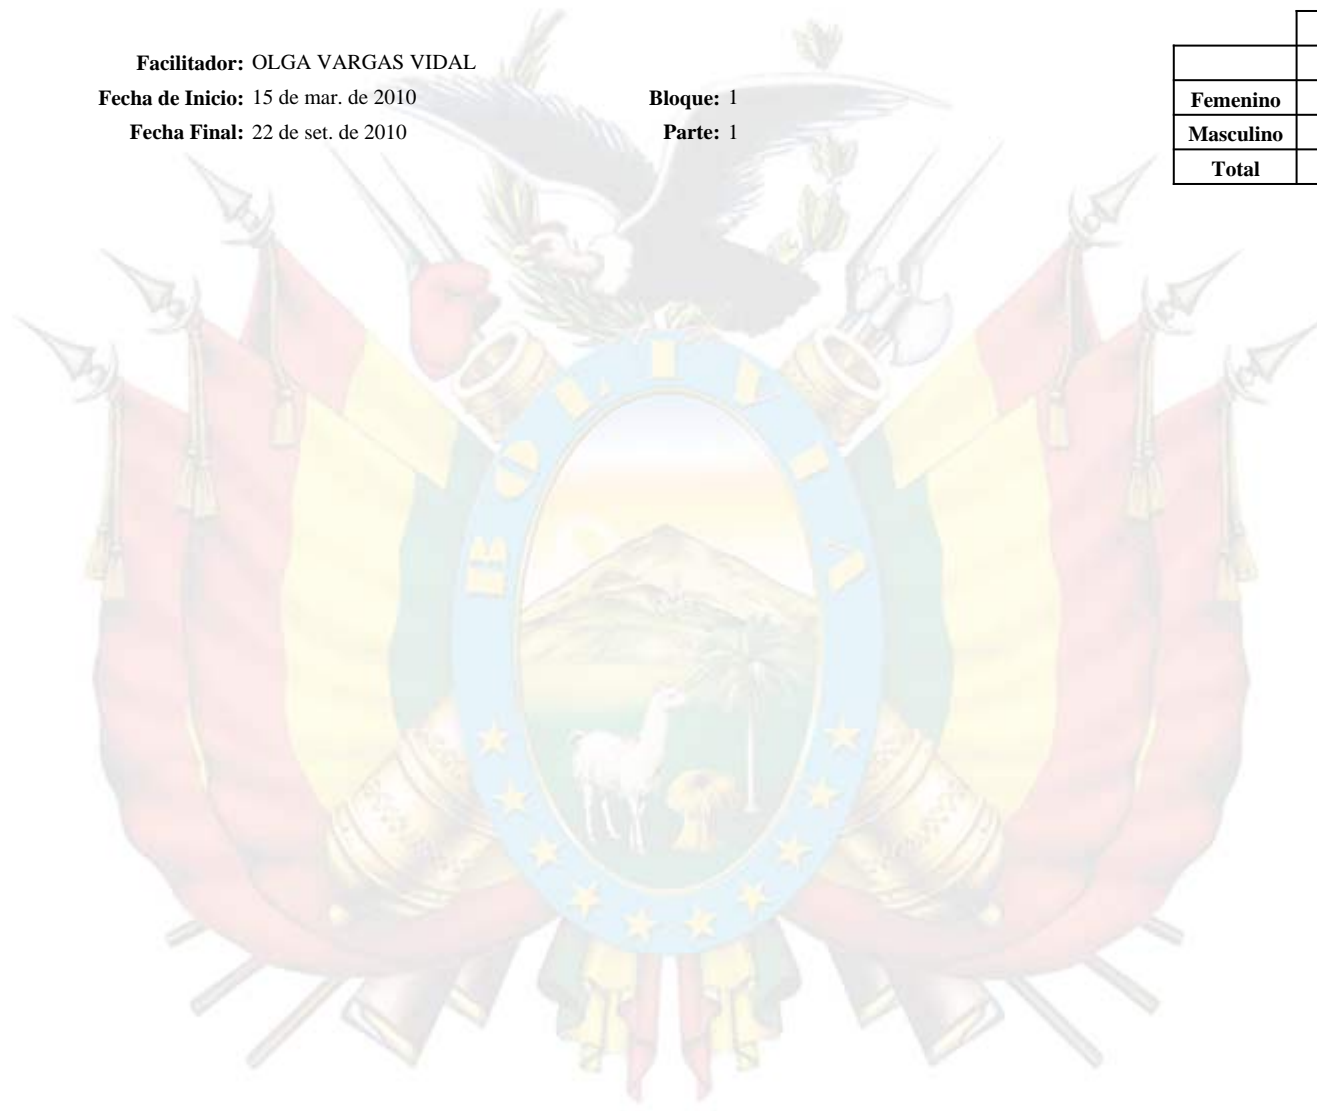 Facilitador: OLGA VARGAS VIDAL
Fecha de Inicio: 15 de mar. de 2010 Bloque: 1
Fecha Final: 22 de set. de 2010 Parte: 1
Femenino
Masculino
Total
BOLIVIA